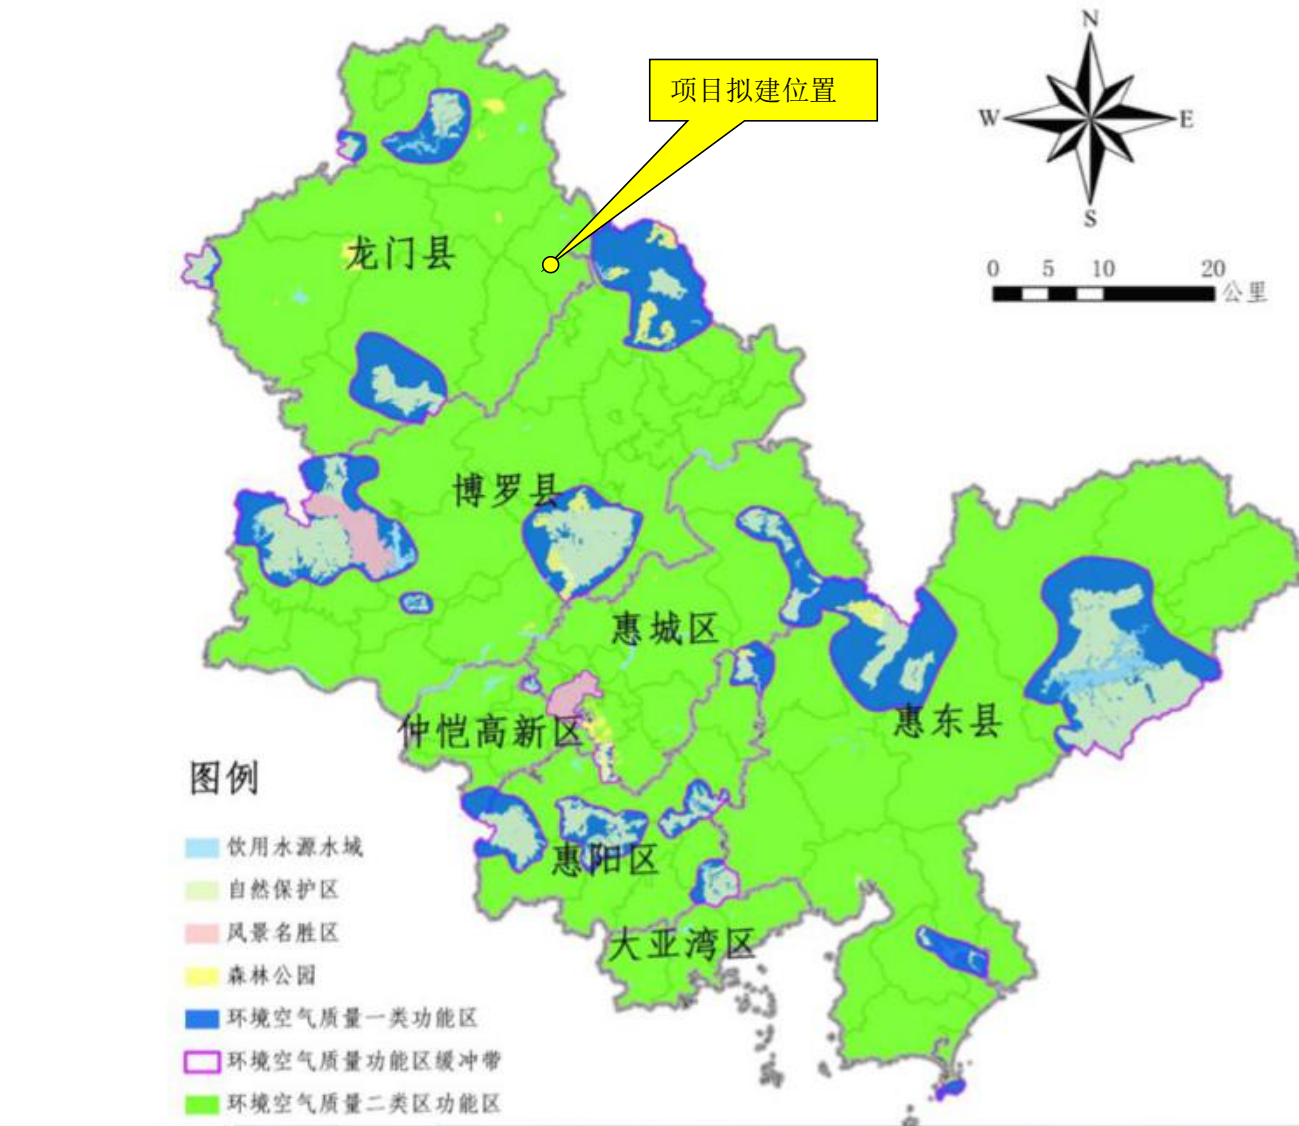 N
项目拟建位置
W
E
S
龙门县
0 5 10 20
公里
博罗县
惠城区
惠东县
仲恺高新区
图例
饮用水源水域
惠阳区
自然保护区
风景名胜区
大亚湾区
森林公园
环境空气质量一类功能区
环境空气质量功能区缓冲带
环境空气质量二类区功能区